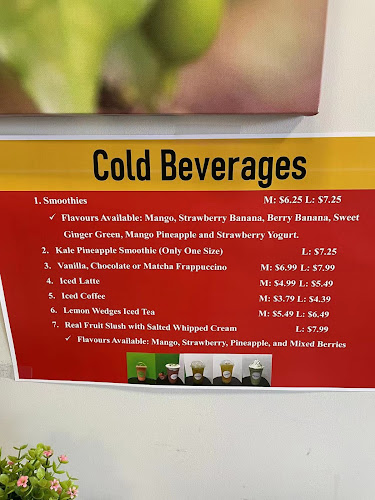 Cold Beverages
1. Smoothies M: $6.25 L: $7.25
✓ Flavours Available: Mango, Strawberry Banana, Berry Banana, Sweet
Ginger Green, Mango Pineapple and Strawberry Yogurt.
2. Kale Pineapple Smoothie (Only One Size) L: $7.25
3. Vanilla, Chocolate or Matcha Frappuccino M: $6.99 L: $7.99
4. Iced Latte M: $4.99 L: $5.49
5. Iced Coffee M: $3.79 L: $4.39
6. Lemon Wedges Iced Tea M: $5.49 L: $6.49
7. Real Fruit Slush with Salted Whipped Cream L: $7.99
✓ Flavours Available: Mango, Strawberry, Pineapple, and Mixed Berries